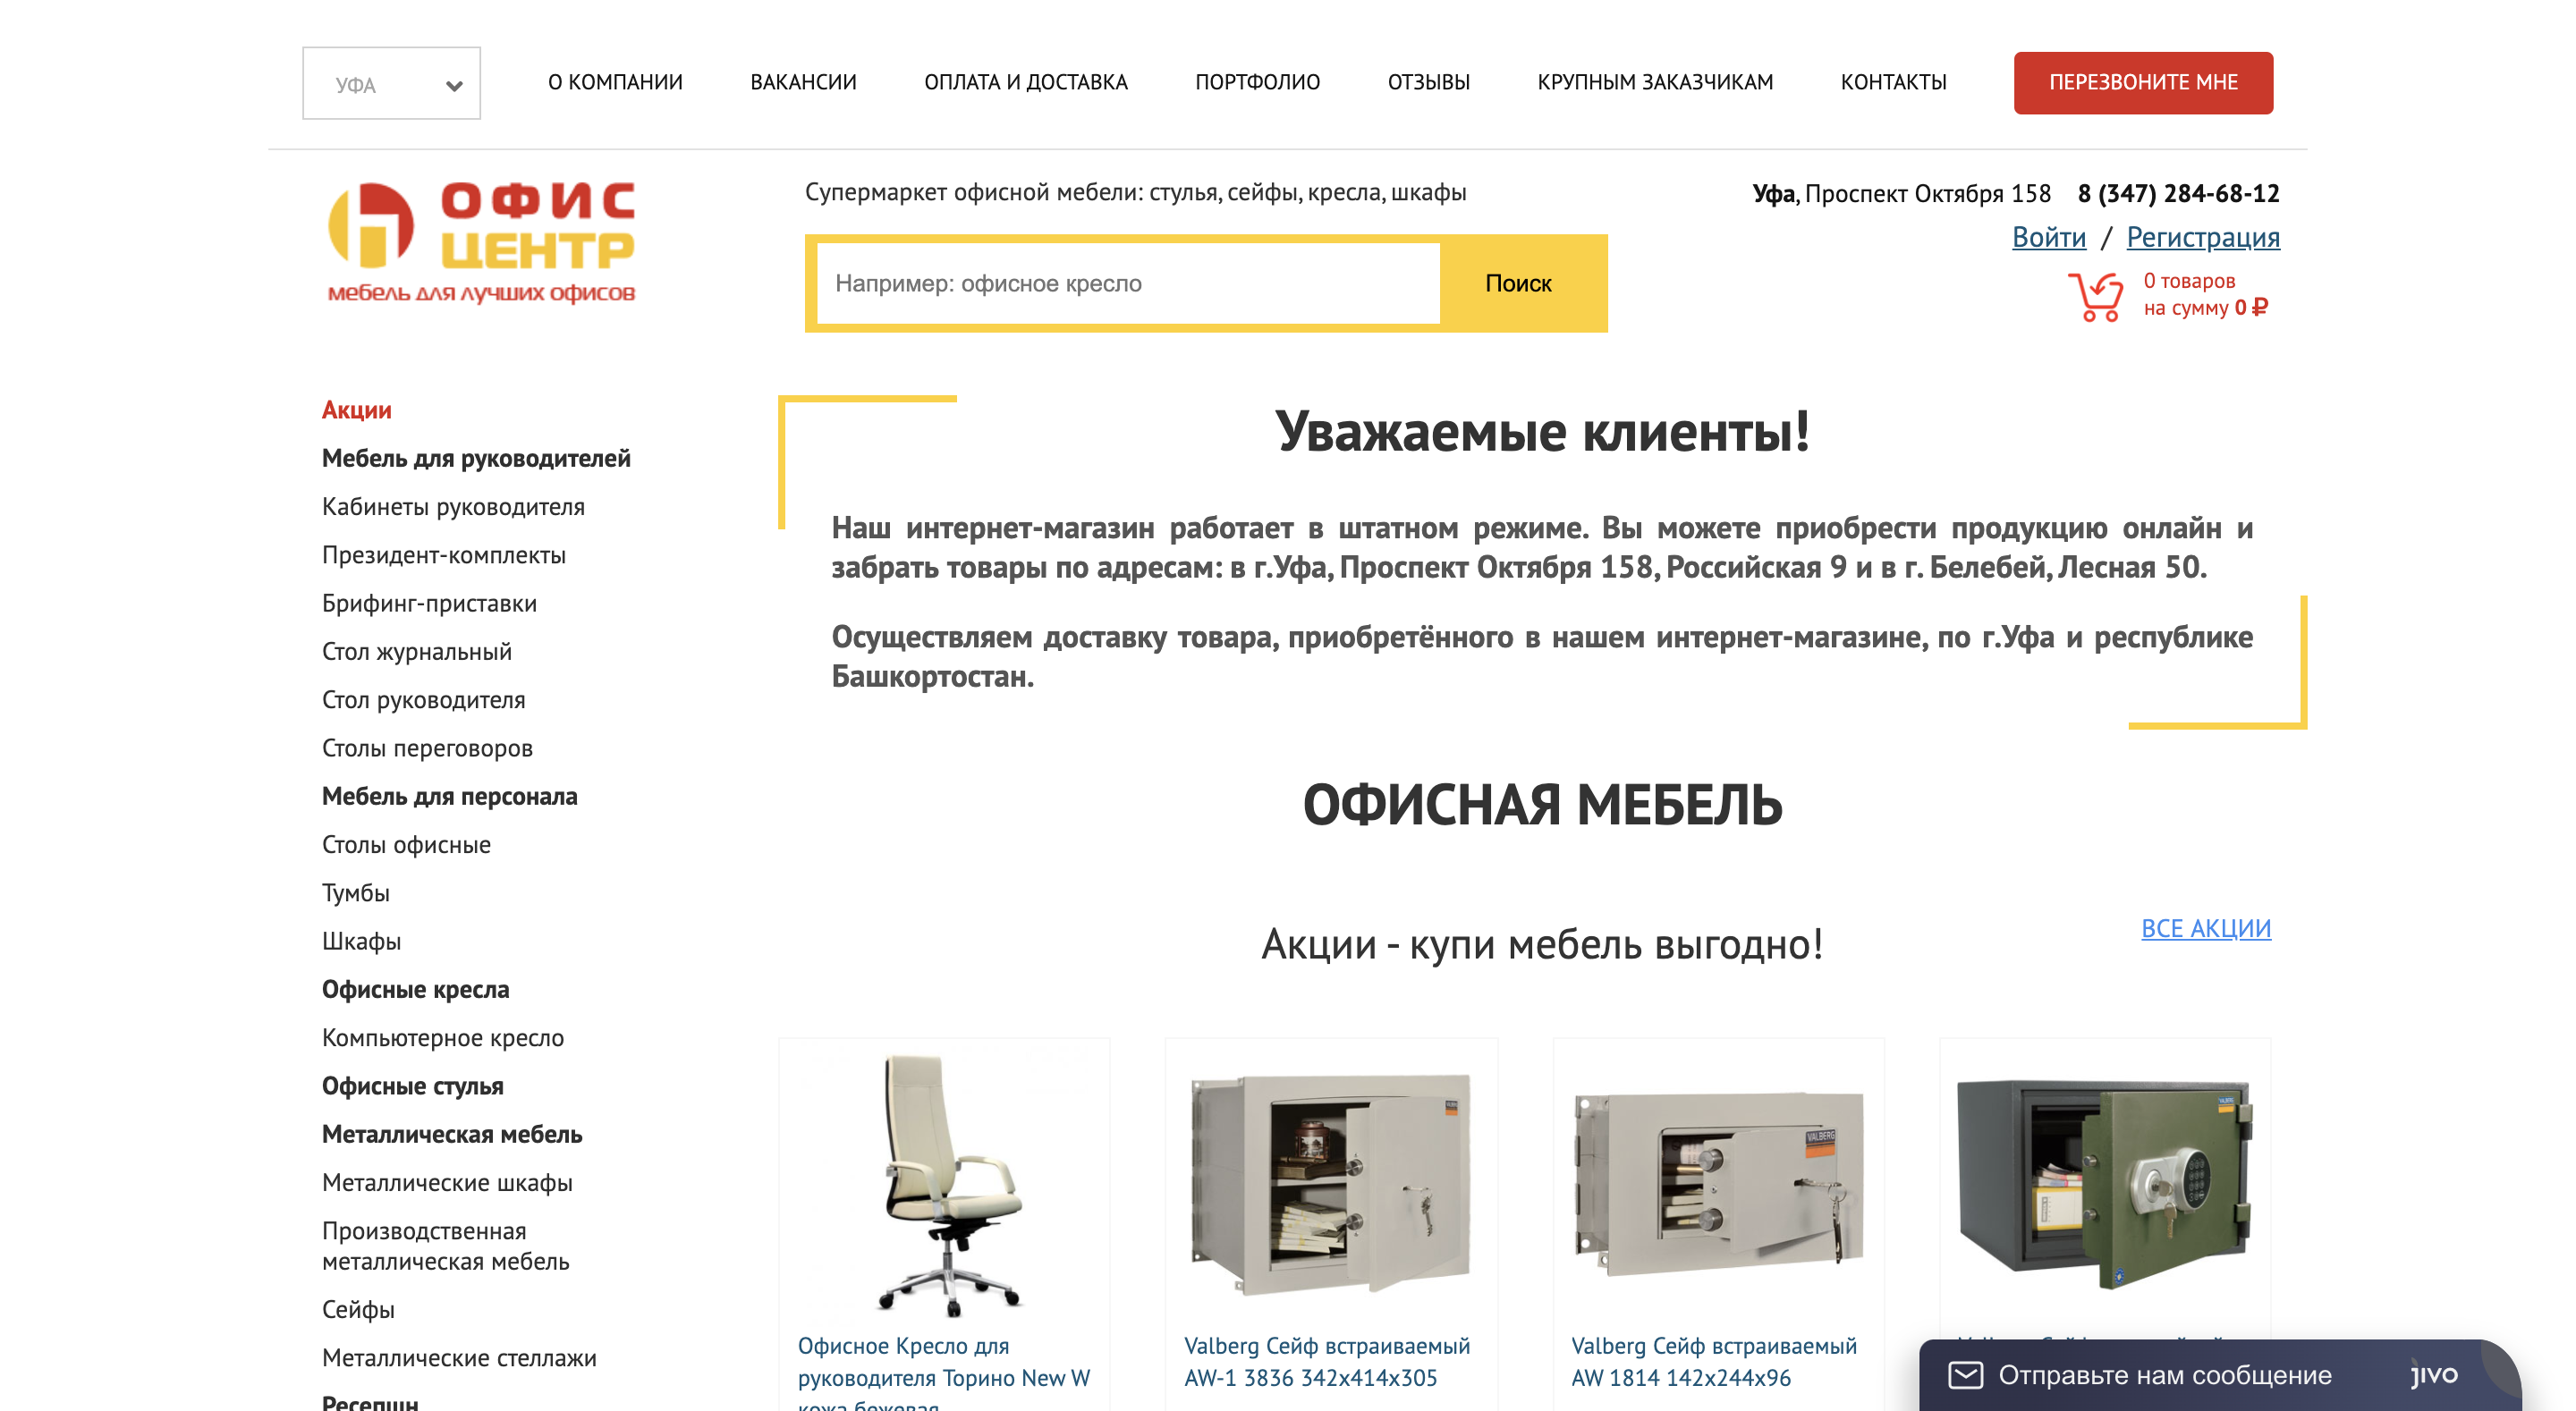 УФА
О КОМПАНИИ
ВАКАНСИИ
ОПЛАТА И ДОСТАВКА
ПОРТФОЛИО
ОТЗЫВЫ
КРУПНЫМ ЗАКАЗЧИКАМ
КОНТАКТЫ
ПЕРЕЗВОНИТЕ МНЕ
ОФИС
ЦЕНТР
мебель для лучших офисов
Супермаркет офисной мебели: стулья, сейфы, кресла, шкафы
Например: офисное кресло
Поиск
Уфа, Проспект Октября 158 8 (347) 284-68-12
Войти / Регистрация
0 товаров
на сумму 0 ₽
Акции
Мебель для руководителей
Кабинеты руководителя
Президент-комплекты
Брифинг-приставки
Стол журнальный
Стол руководителя
Столы переговоров
Мебель для персонала
Столы офисные
Тумбы
Шкафы
Офисные кресла
Компьютерное кресло
Офисные стулья
Металлическая мебель
Металлические шкафы
Производственная
металлическая мебель
Сейфы
Металлические стеллажи
Ресепшн
Уважаемые клиенты!
Наш интернет-магазин работает в штатном режиме. Вы можете приобрести продукцию онлайн и
забрать товары по адресам: в г.Уфа, Проспект Октября 158, Российская 9 и в г. Белебей, Лесная 50.
Осуществляем доставку товара, приобретённого в нашем интернет-магазине, по г.Уфа и республике
Башкортостан.
ОФИСНАЯ МЕБЕЛЬ
Акции - купи мебель выгодно!
ВСЕ АКЦИИ
VALBERG
Офисное Кресло для
руководителя Торино New W
кожа бежевая
Valberg Сейф встраиваемый
AW-1 3836 342x414x305
Valberg Сейф встраиваемый
AW 1814 142x244x96
Отправьте нам сообщение
jivo